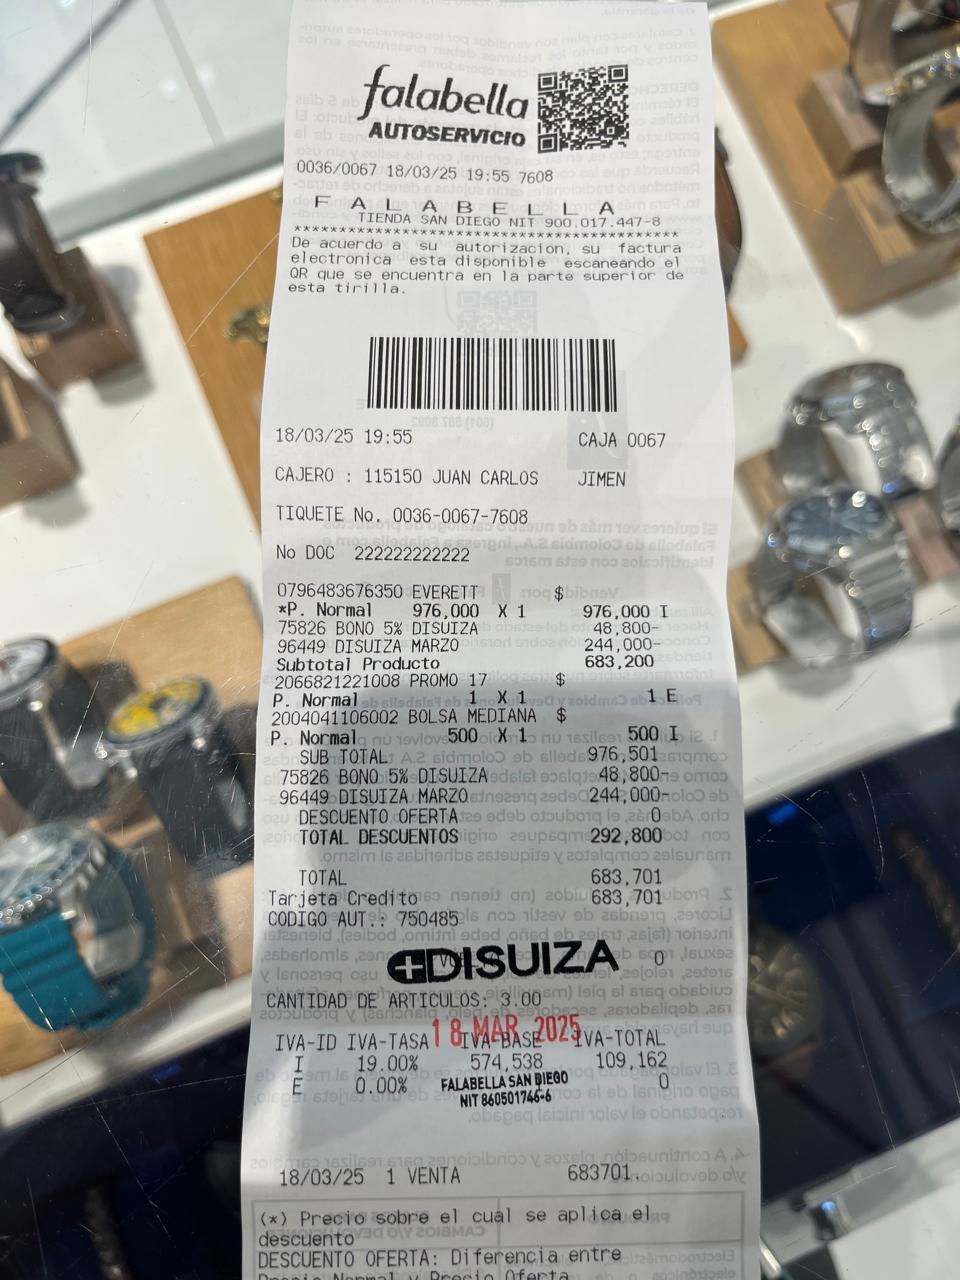 falabella
AUTOSERVICIO
0036/0067 18/03/25 19:55 7608
F A L A B E L L A
TIENDA SAN DIEGO NIT 900.017.447-8
******************************************
De acuerdo a su autorizacion, su factura
electronica esta disponible escaneando el
QR que se encuentra en la parte superior de
esta tirilla.
18/03/25 19:55 CAJA 0067
CAJERO : 115150 JUAN CARLOS JIMEN
TIQUETE No. 0036-0067-7608
No DOC 222222222222
0796483676350 EVERETT $
*P. Normal 976,000 X 1 976,000 I
75826 BONO 5% DISUIZA 48,800-
96449 DISUIZA MARZO 244,000-
Subtotal Producto 683,200
2066821221008 PROMO 17 $
P. Normal 1 X 1 1 E
2004041106002 BOLSA MEDIANA $
P. Normal 500 X 1 500 I
SUB TOTAL 976,501
75826 BONO 5% DISUIZA 48,800-
96449 DISUIZA MARZO 244,000-
DESCUENTO OFERTA 0
TOTAL DESCUENTOS 292,800
TOTAL 683,701
Tarjeta Credito 683,701
CODIGO AUT.: 750485
DISUIZA 0
CANTIDAD DE ARTICULOS: 3.00
18 MAR 2025
IVA-ID IVA-TASA IVA-BASE IVA-TOTAL
I 19.00% 574,538 109,162
E 0.00% 0
FALABELLA SAN DIEGO
NIT 860501746-6
18/03/25 1 VENTA 683701.
(*) Precio sobre el cual se aplica el
descuento
DESCUENTO OFERTA: Diferencia entre
Precio Normal y Precio Oferta